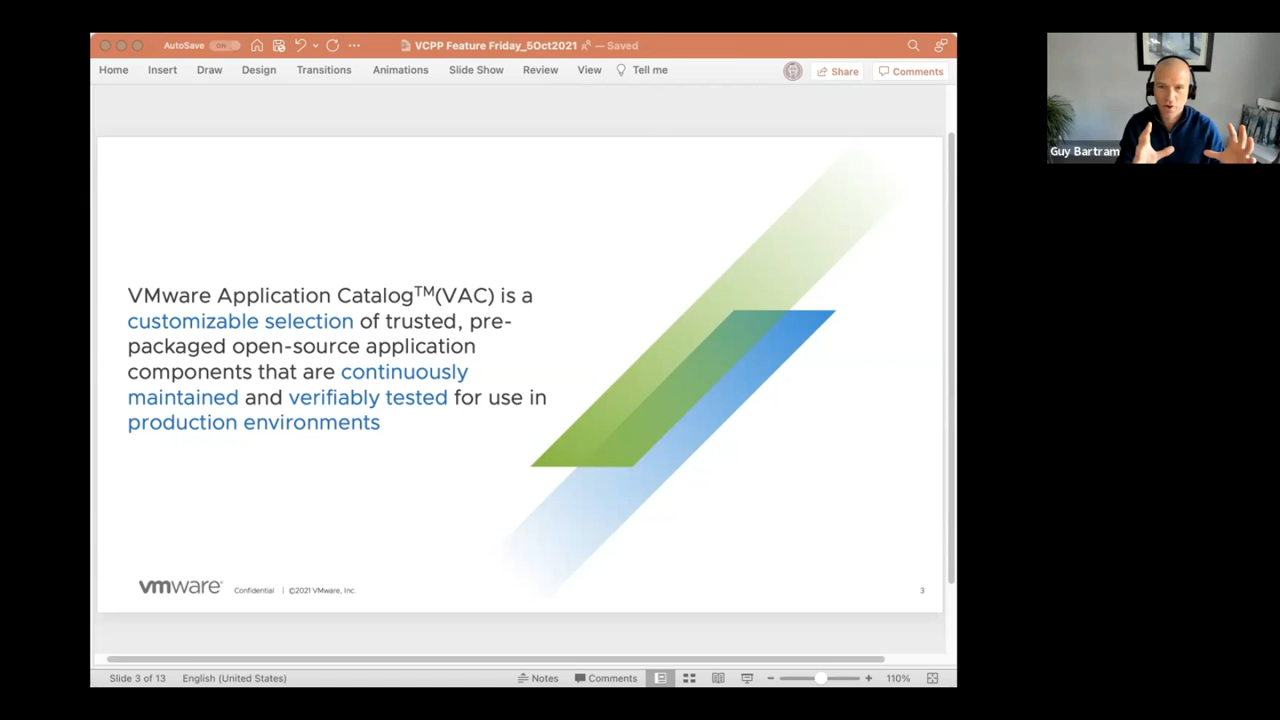 AutoSave ON VCPP Feature Friday_5Oct2021 — Saved
Home Insert Draw Design Transitions Animations Slide Show Review View Tell me Share Comments
Guy Bartram
VMware Application Catalog™(VAC) is a
customizable selection of trusted, pre-
packaged open-source application
components that are continuously
maintained and verifiably tested for use in
production environments
vmware® Confidential | ©2021 VMware, Inc. 3
Slide 3 of 13 English (United States) Notes Comments 110%